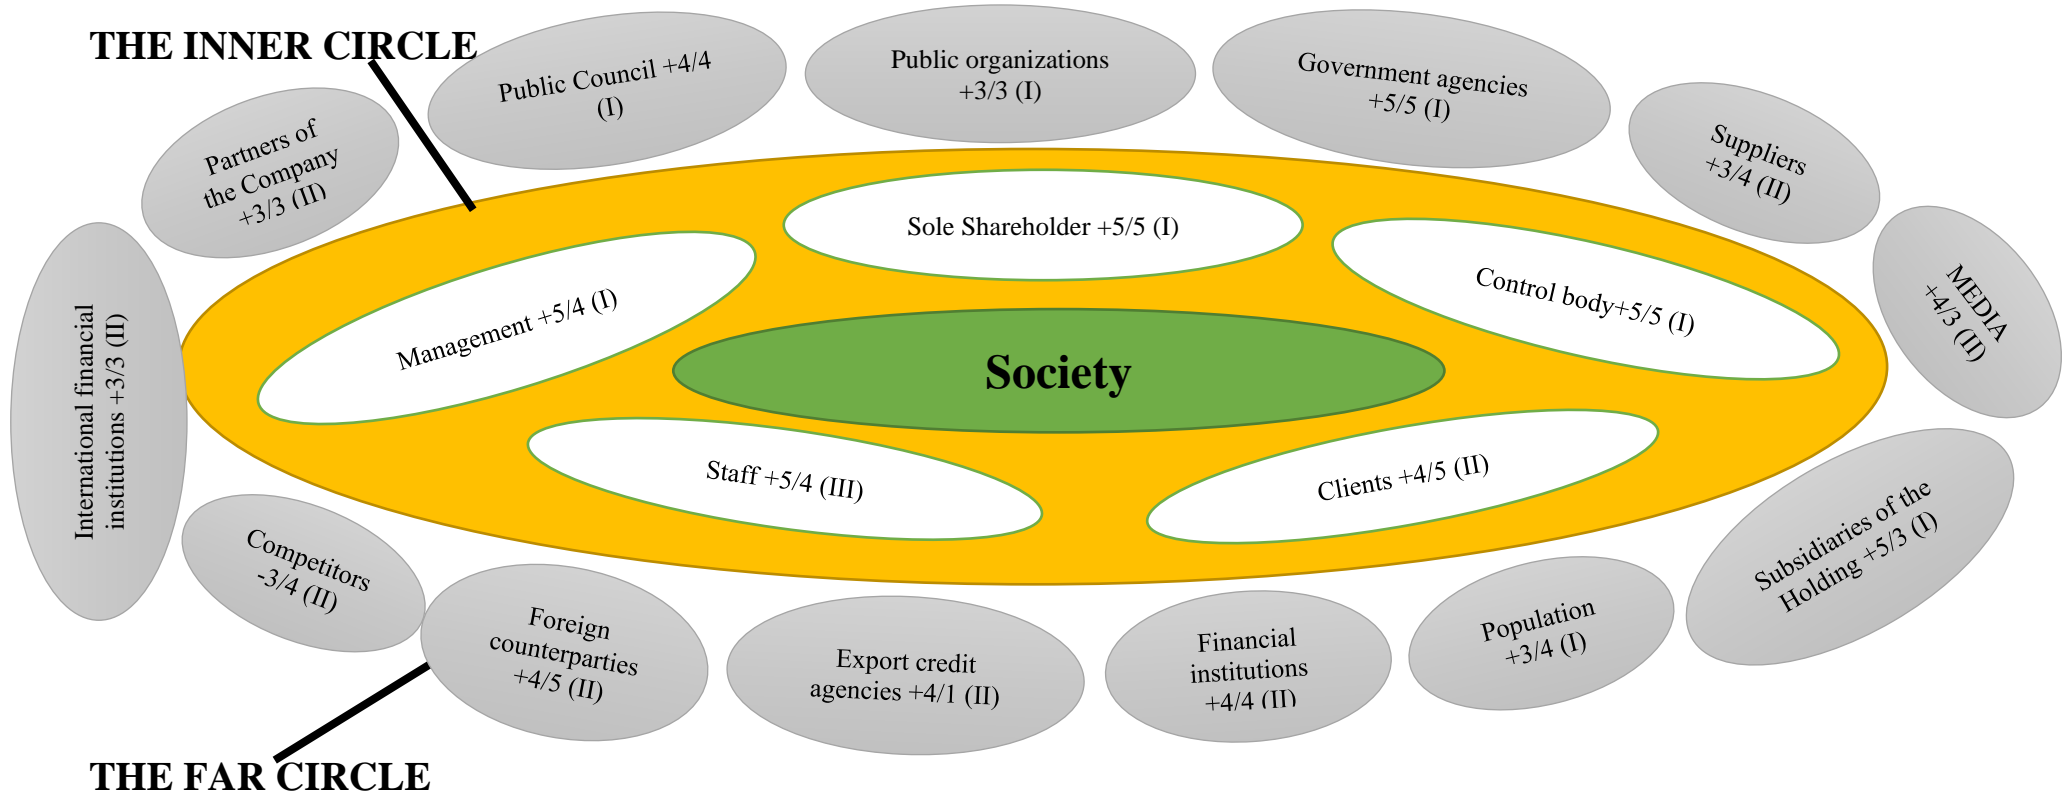 THE INNER CIRCLE
Public Council +4/4
(I)
Public organizations
+3/3 (I)
Government agencies
+5/5 (I)
Suppliers
+3/4 (II)
Partners of
the Company
+3/3 (II)
MEDIA
+4/3 (II)
Sole Shareholder +5/5 (I)
Management +5/4 (I)
Control body+5/5 (I)
International financial
institutions +3/3 (II)
Society
Staff +5/4 (III)
Clients +4/5 (II)
Subsidiaries of the
Holding +5/3 (I)
Competitors
-3/4 (II)
Foreign
counterparties
+4/5 (II)
Export credit
agencies +4/1 (II)
Financial
institutions
+4/4 (II)
Population
+3/4 (I)
THE FAR CIRCLE